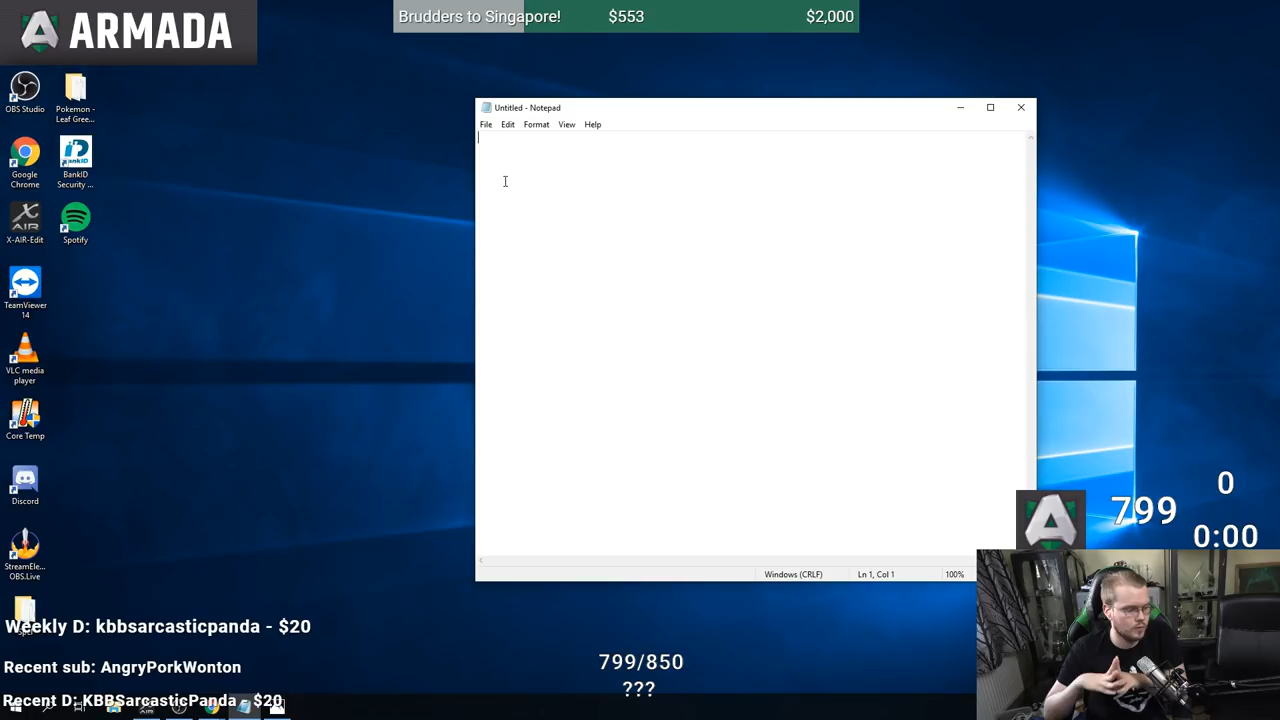 ARMADA
Brudders to Singapore! $553 $2,000
OBS Studio
Pokemon -
Leaf Gree...
Google
Chrome
BankID
Security ...
X-AIR-Edit
Spotify
TeamViewer
14
VLC media
player
Core Temp
Discord
StreamEle...
OBS.Live
Untitled - Notepad
File Edit Format View Help
Windows (CRLF) Ln 1, Col 1 100%
799
0
0:00
Weekly D: kbbsarcasticpanda - $20
Recent sub: AngryPorkWonton
Recent D: KBBSarcasticPanda - $20
799/850
???